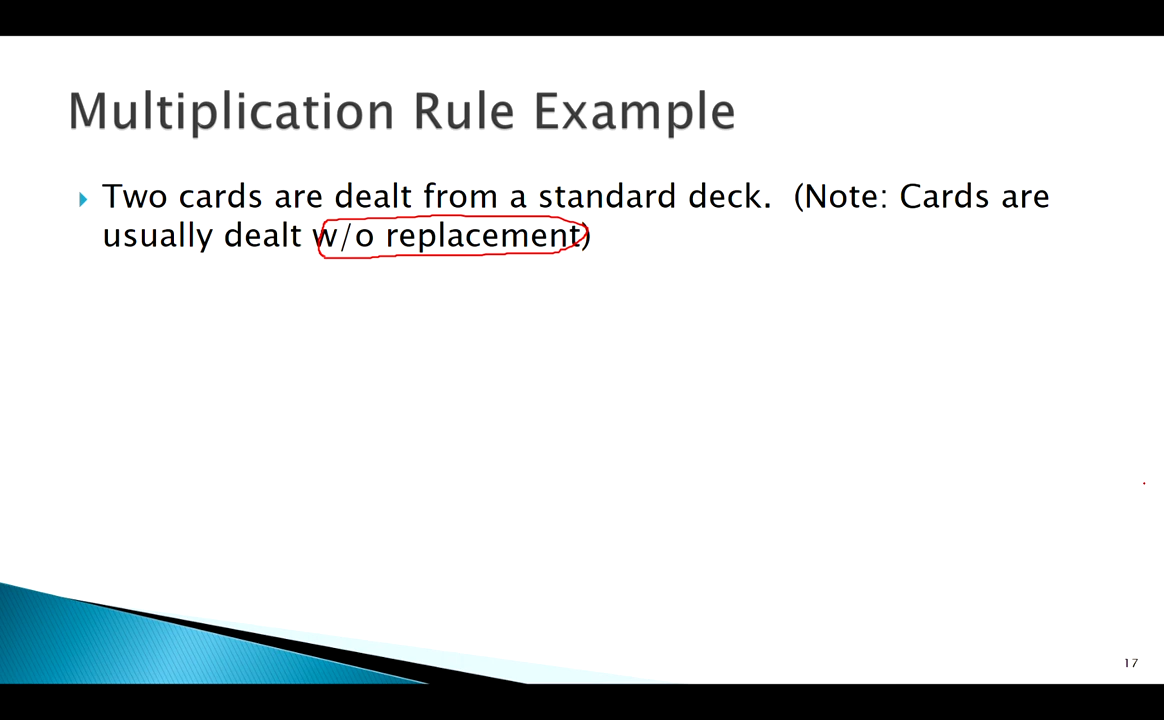 Multiplication Rule Example
Two cards are dealt from a standard deck. (Note: Cards are
usually dealt w/o replacement)
17